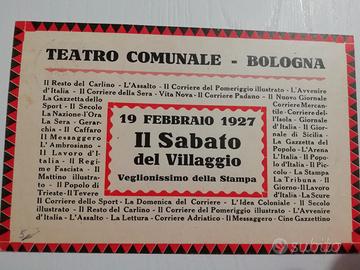 TEATRO COMUNALE - BOLOGNA
Il Resto del Carlino - L'Assalto - Il Corriere del Pomeriggio illustrato - L'Avvenire
d'Italia - Il Corriere della Sera - Vita Nova - Il Corriere Padano - Il Nuovo Giornale
La Gazzetta dello
Sport - Il Secolo
La Nazione - l'Ora
La Sera - Gerar-
chia - Il Caffaro
Il Messaggero
L'Ambrosiano -
Il Lavoro d'I-
talia - Il Regi-
me Fascista - Il
Mattino illustra-
to - Il Popolo di
Trieste - Il Tevere
19 FEBBRAIO 1927
Il Sabato
del Villaggio
Veglionissimo della Stampa
Corriere Mercan-
tile - Corriere d'I-
talia - Giornale
d'Italia - Il Gior-
nale di Sicilia -
La Gazzetta del
Popolo - L'Arena
L'Italia - Il Popo-
lo d'Italia - Il Pic-
colo - La Stampa
La Tribuna - Il
Giorno - Il Lavoro
d'Italia - La Scure
Il Corriere dello Sport - La Domenica del Corriere - L'Idea Coloniale - Il Secolo
illustrato - Il Resto del Carlino - Il Corriere del Pomeriggio illustrato - L'Avvenire
d'Italia - L'Assalto - La Lettura - Corriere Adriatico - Il Messaggero - Cine Gazzettino
subito